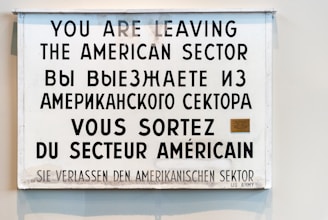 YOU ARE LEAVING
THE AMERICAN SECTOR
ВЫ ВЫЕЗЖАЕТЕ ИЗ
АМЕРИКАНСКОГО СЕКТОРА
VOUS SORTEZ
DU SECTEUR AMÉRICAIN
SIE VERLASSEN DEN AMERIKANISCHEN SEKTOR
US ARMY